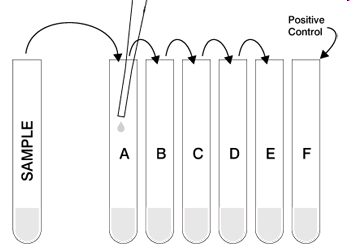 Positive
Control
SAMPLE
A B C D E F